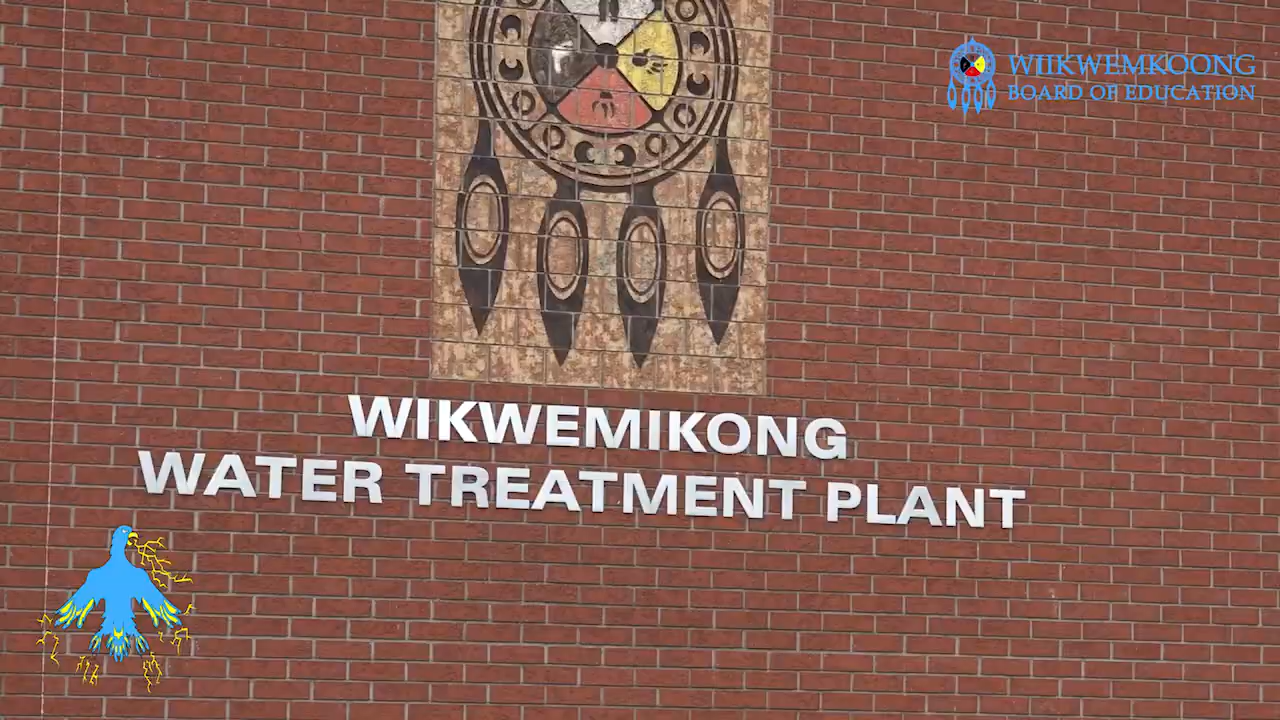 WIIKWEMKOONG
BOARD OF EDUCATION
WIKWEMIKONG
WATER TREATMENT PLANT